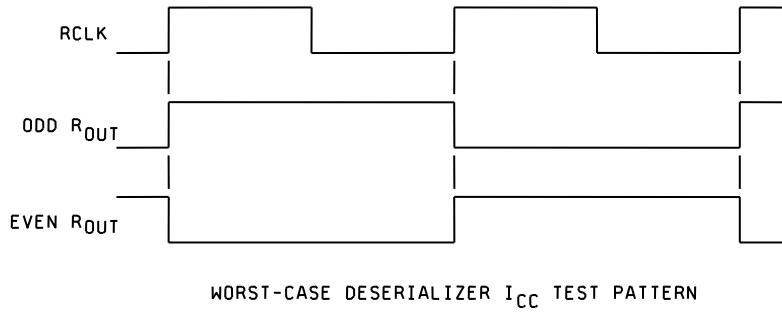 RCLK
ODD ROUT
EVEN ROUT
WORST-CASE DESERIALIZER ICC TEST PATTERN